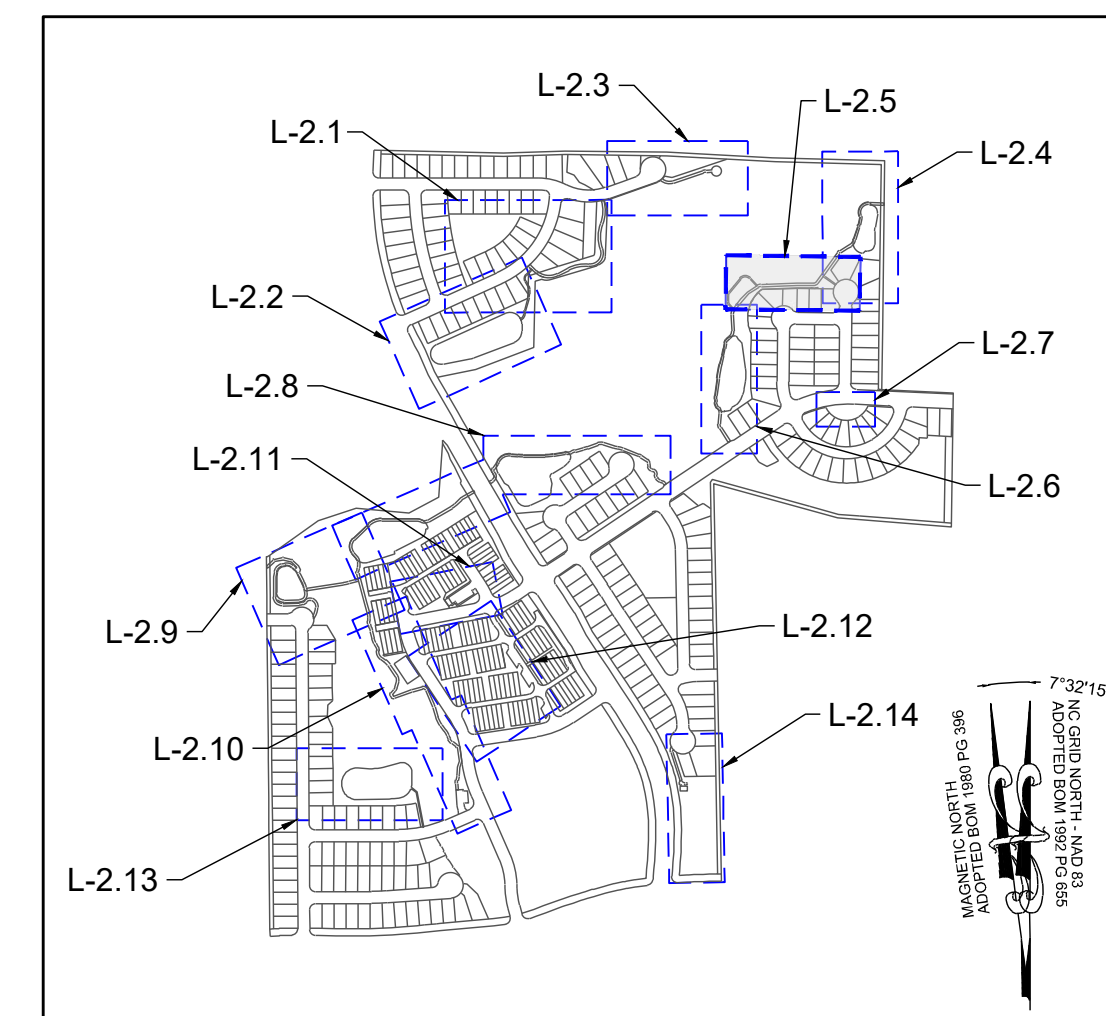 L-2.3
L-2.5
L-2.1
L-2.4
L-2.2
L-2.7
L-2.8
L-2.11
L-2.6
L-2.9
L-2.12
L-2.10
L-2.14
L-2.13
7°32'15
NC GRID NORTH - NAD 83
ADOPTED BOM 1992 PG 655
MAGNETIC NORTH
ADOPTED BOM 1980 PG 396